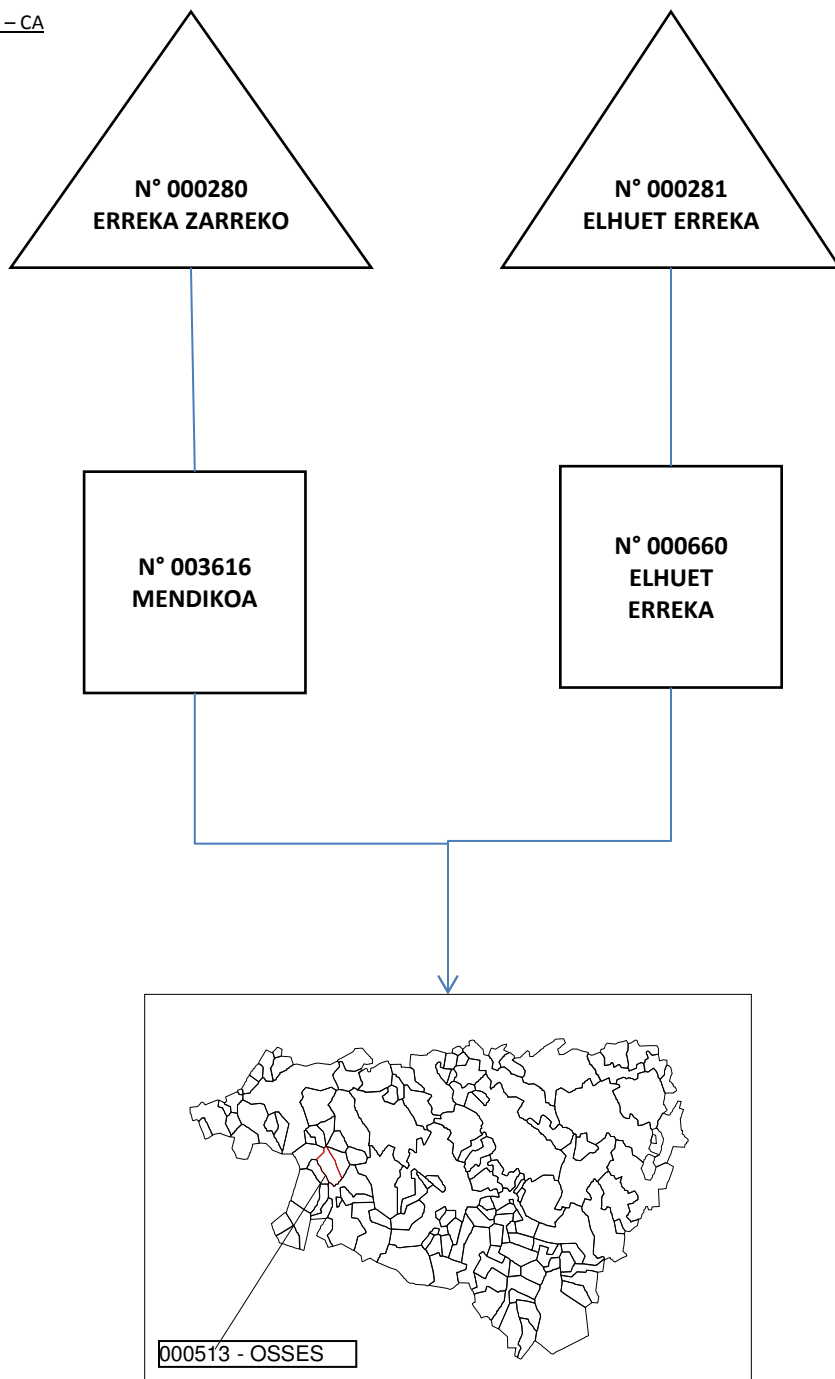 – CA
N° 000280
ERREKA ZARREKO
N° 000281
ELHUET ERREKA
N° 003616
MENDIKOA
N° 000660
ELHUET
ERREKA
000513 - OSSES